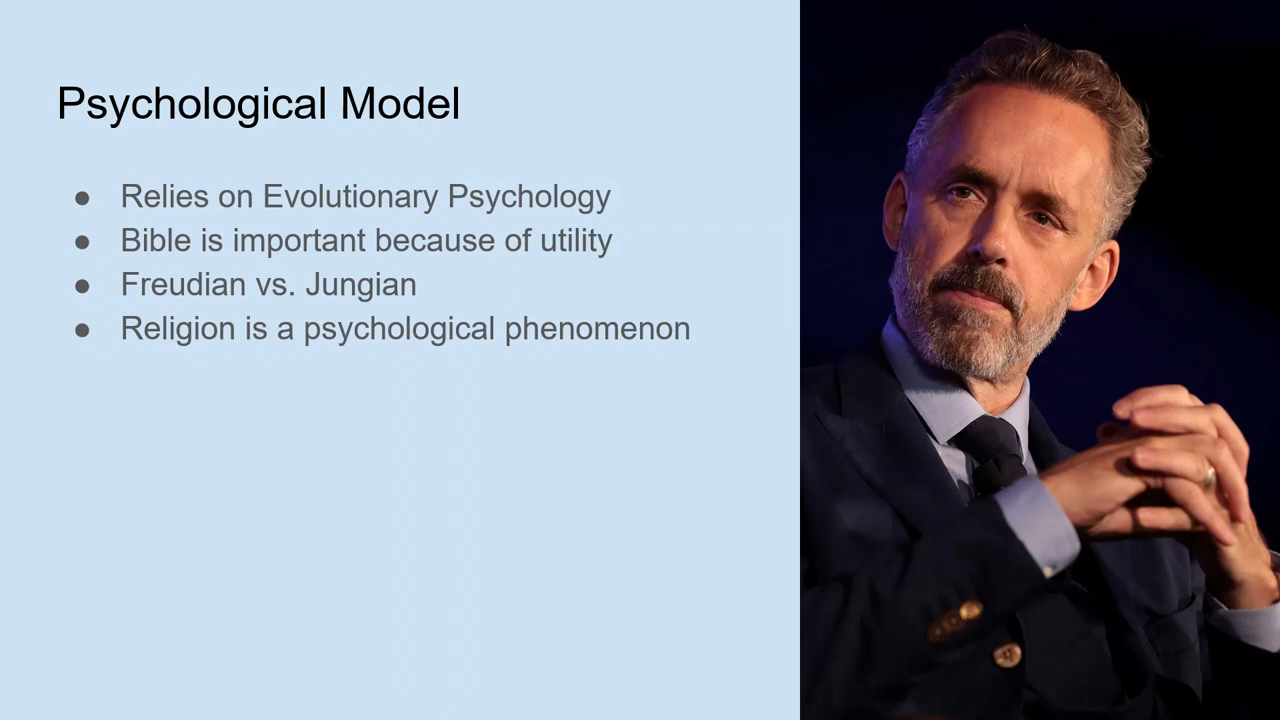 Psychological Model
● Relies on Evolutionary Psychology
● Bible is important because of utility
● Freudian vs. Jungian
● Religion is a psychological phenomenon